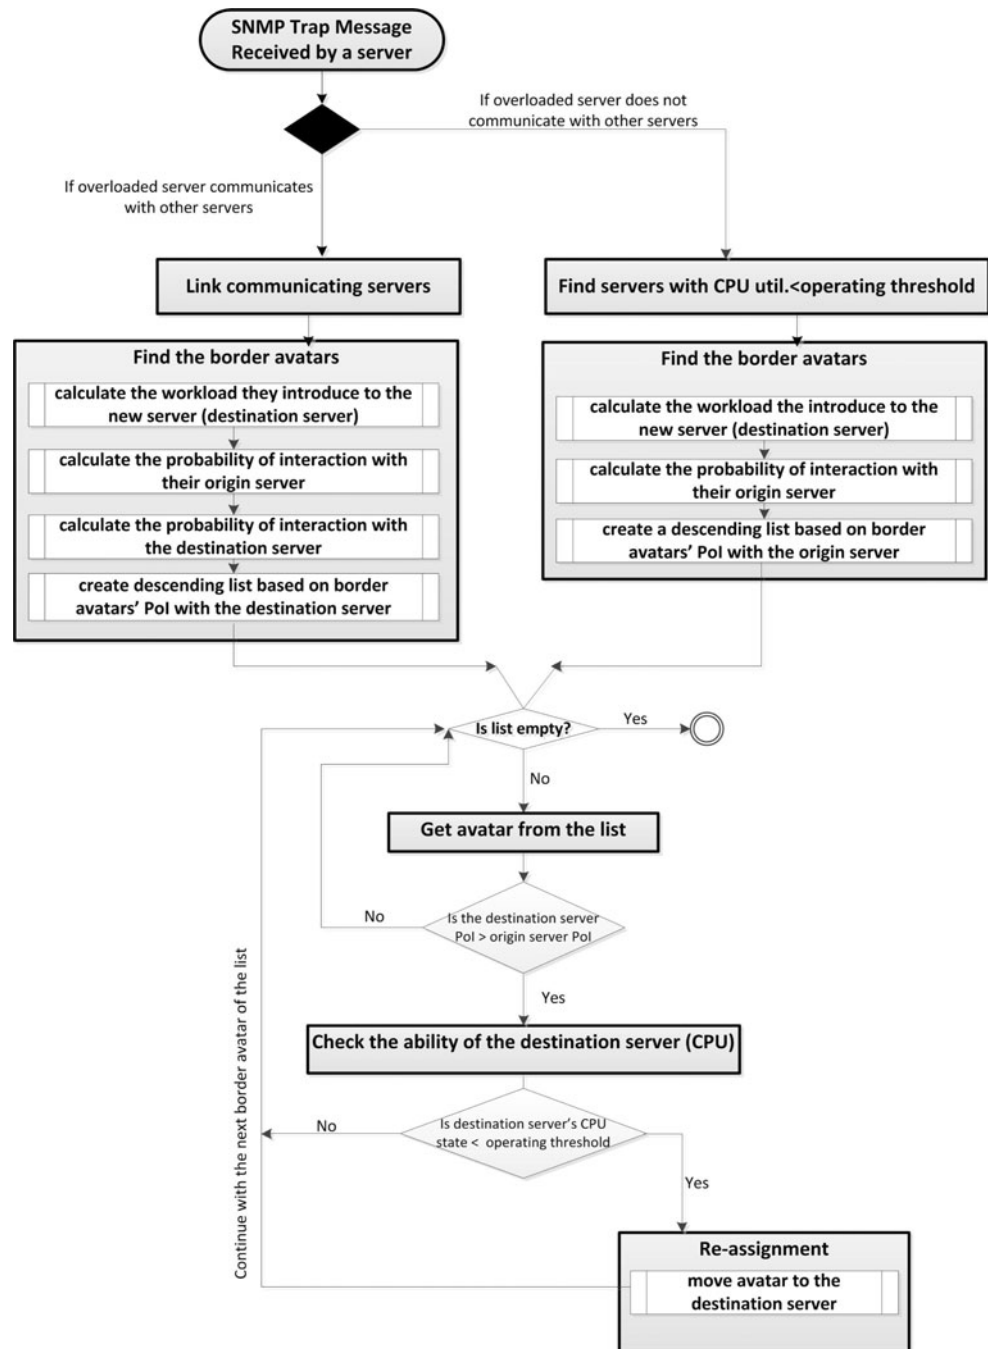 SNMP Trap Message
Received by a server
If overloaded server does not
communicate with other servers
If overloaded server communicates
with other servers
Link communicating servers
Find servers with CPU util.<operating threshold
Find the border avatars
calculate the workload they introduce to the
new server (destination server)
calculate the probability of interaction with
their origin server
calculate the probability of interaction with
the destination server
create descending list based on border
avatars' PoI with the destination server
Find the border avatars
calculate the workload the introduce to the
new server (destination server)
calculate the probability of interaction with
their origin server
create a descending list based on border
avatars' PoI with the origin server
Is list empty?
Yes
No
Get avatar from the list
Is the destination server
PoI > origin server PoI
No
Yes
Check the ability of the destination server (CPU)
Is destination server's CPU
state < operating threshold
No
Yes
Continue with the next border avatar of the list
Re-assignment
move avatar to the
destination server